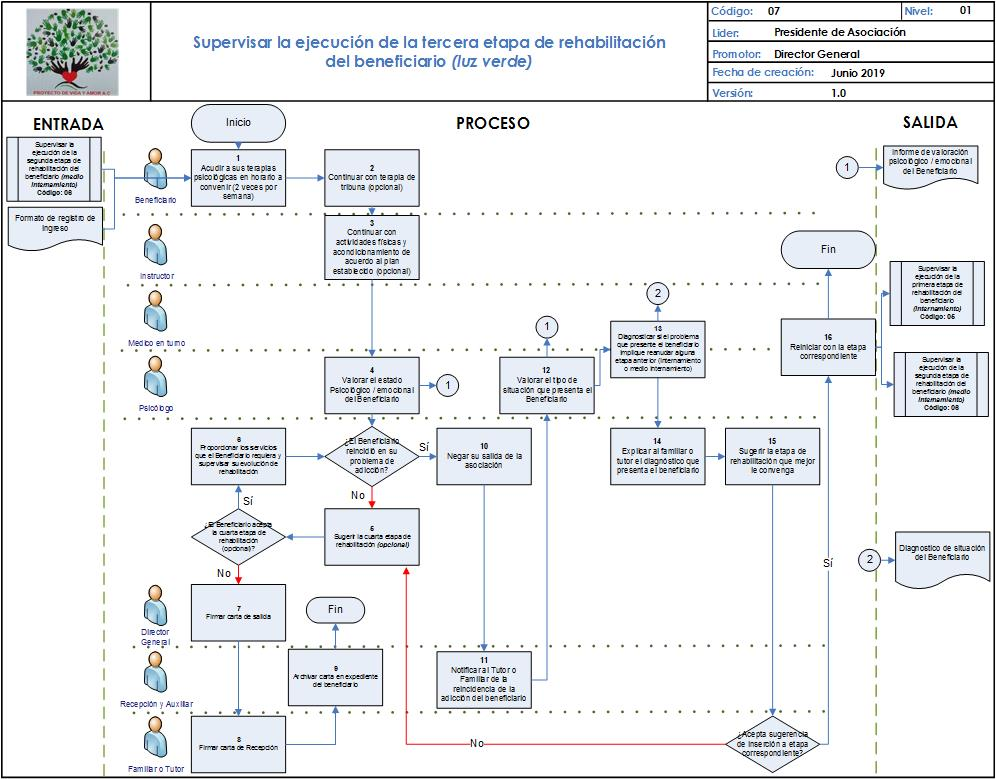 PROYECTO DE VIDA Y AMOR A.C
Supervisar la ejecución de la tercera etapa de rehabilitación
del beneficiario (luz verde)
Código: 07
Nivel: 01
Lider: Presidente de Asociación
Promotor: Director General
Fecha de creación: Junio 2019
Versión: 1.0
ENTRADA
PROCESO
SALIDA
Supervisar la
ejecución de la
segunda etapa de
rehabilitación del
beneficiario (medio
Internamiento)
Código: 06
Formato de registro de
Ingreso
Beneficiario
Instructor
Medico en turno
Psicólogo
Director
General
Recepción y Auxiliar
Familiar o Tutor
Inicio
1
Acudir a sus terapias
psicológicas en horario a
convenir (2 veces por
semana)
2
Continuar con terapia de
tribuna (opcional)
3
Continuar con
actividades físicas y
acondicionamiento de
acuerdo al plan
establecido (opcional)
4
Valorar el estado
Psicológico / emocional
del Beneficiario
1
¿El Beneficiario
reincidió en su
problema de
adicción?
Sí
No
5
Sugerir la cuarta etapa de
rehabilitación (opcional)
6
Proporcionar los servicios
que el Beneficiario requiera y
supervisar su evolución de
rehabilitación
Sí
¿El Beneficiario acepta
la cuarta etapa de
rehabilitación
(opcional)?
No
7
Firmar carta de salida
8
Firmar carta de Recepción
9
Archivar carta en expediente
del beneficiario
Fin
10
Negar su salida de la
asociación
11
Notificar al Tutor o
Familiar de la
reincidencia de la
adicción del beneficiario
1
12
Valorar el tipo de
situación que presenta el
Beneficiario
2
13
Diagnosticar si el problema
que presente el beneficiario
implique reanudar alguna
etapa anterior (Internamiento
o medio internamiento)
14
Explicar al familiar o
tutor el diagnóstico que
presenta el beneficiario
15
Sugerir la etapa de
rehabilitación que mejor
le convenga
¿Acepta sugerencia
de inserción a etapa
correspondiente?
No
Sí
16
Reiniciar con la etapa
correspondiente
Fin
1
Informe de valoración
psicológico / emocional
del Beneficiario
Supervisar la
ejecución de la
primera etapa de
rehabilitación del
beneficiario
(Internamiento)
Código: 05
Supervisar la
ejecución de la
segunda etapa de
rehabilitación del
beneficiario (medio
Internamiento)
Código: 06
2
Diagnostico de situación
del Beneficiario